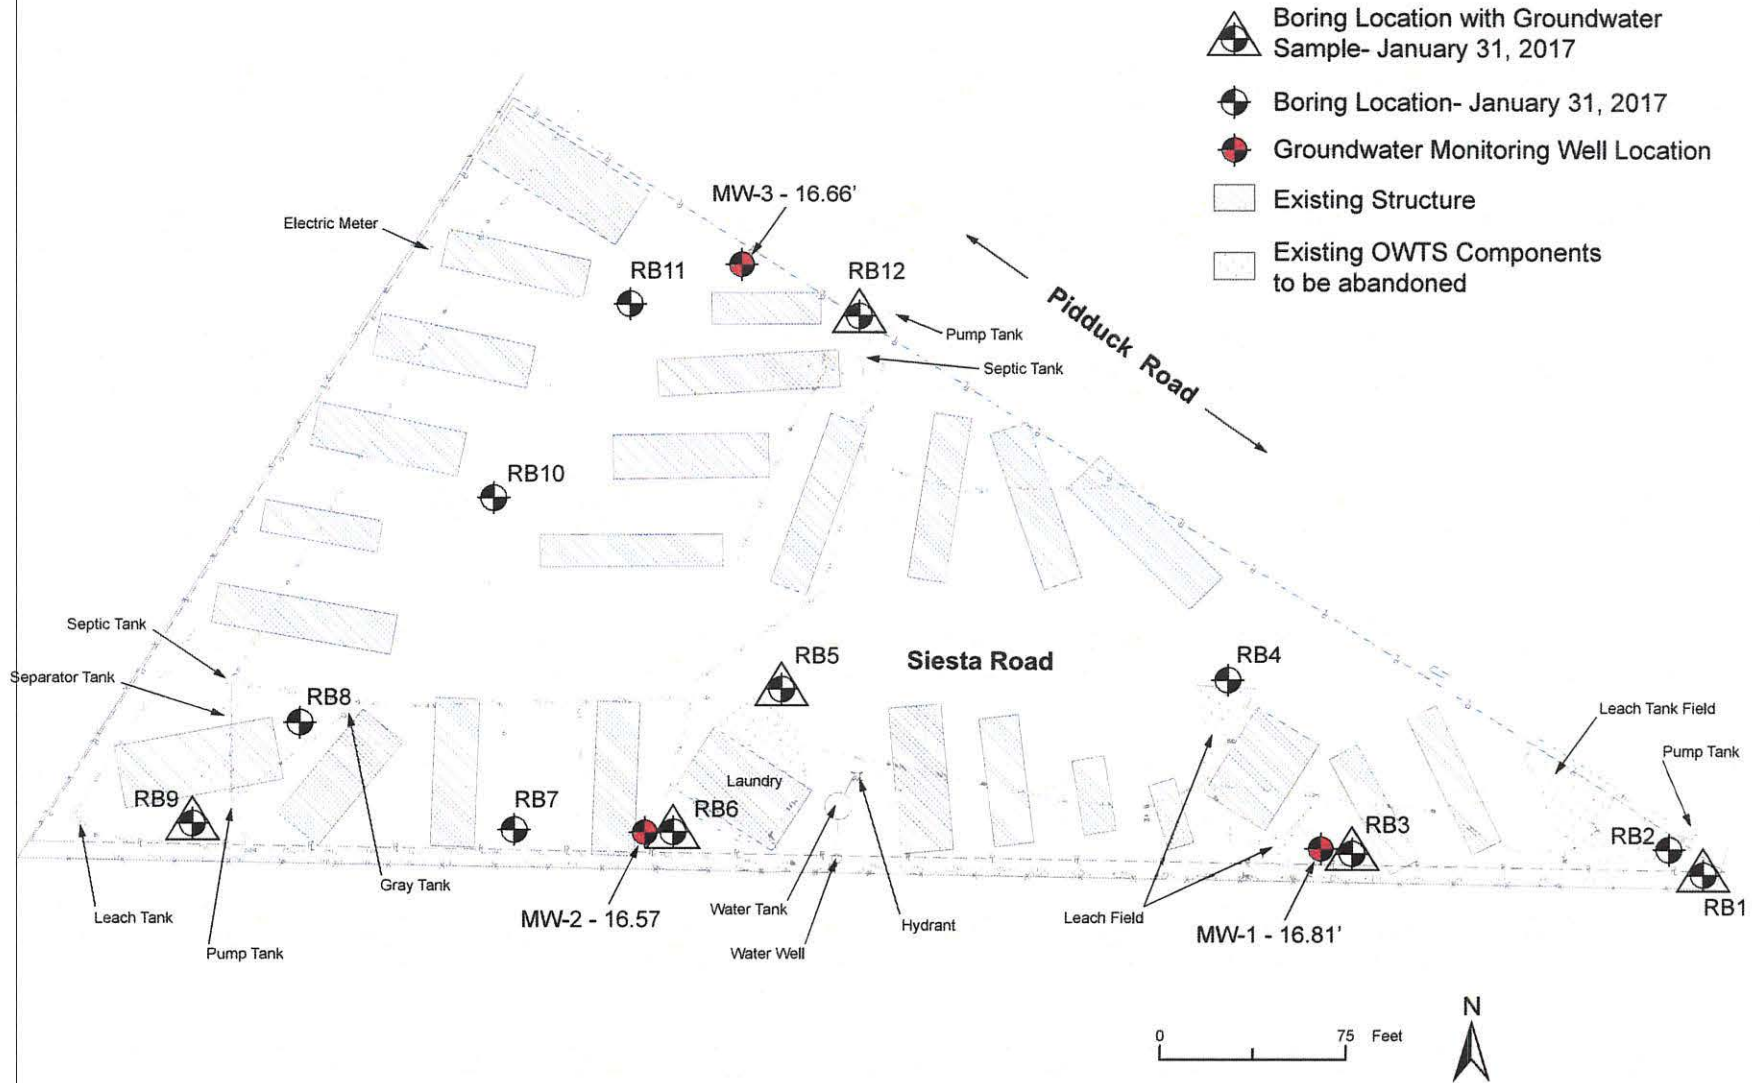 Boring Location with Groundwater
Sample- January 31, 2017
Boring Location- January 31, 2017
Groundwater Monitoring Well Location
Existing Structure
Existing OWTS Components
to be abandoned
MW-3 - 16.66'
Electric Meter
RB11
RB12
Pump Tank
Septic Tank
Pidduck Road
RB10
Septic Tank
Separator Tank
RB8
RB5
Siesta Road
RB4
Leach Tank Field
Pump Tank
Laundry
RB9
RB7
RB6
RB3
RB2
RB1
Gray Tank
Leach Tank
Pump Tank
MW-2 - 16.57
Water Tank
Water Well
Hydrant
Leach Field
MW-1 - 16.81'
N
0 75 Feet